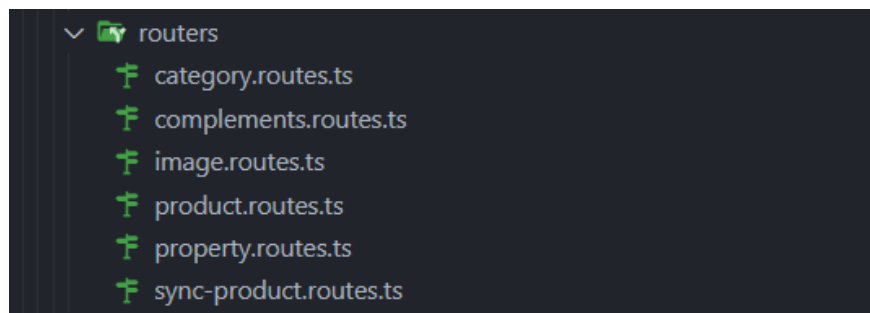 routers
category.routes.ts
complements.routes.ts
image.routes.ts
product.routes.ts
property.routes.ts
sync-product.routes.ts